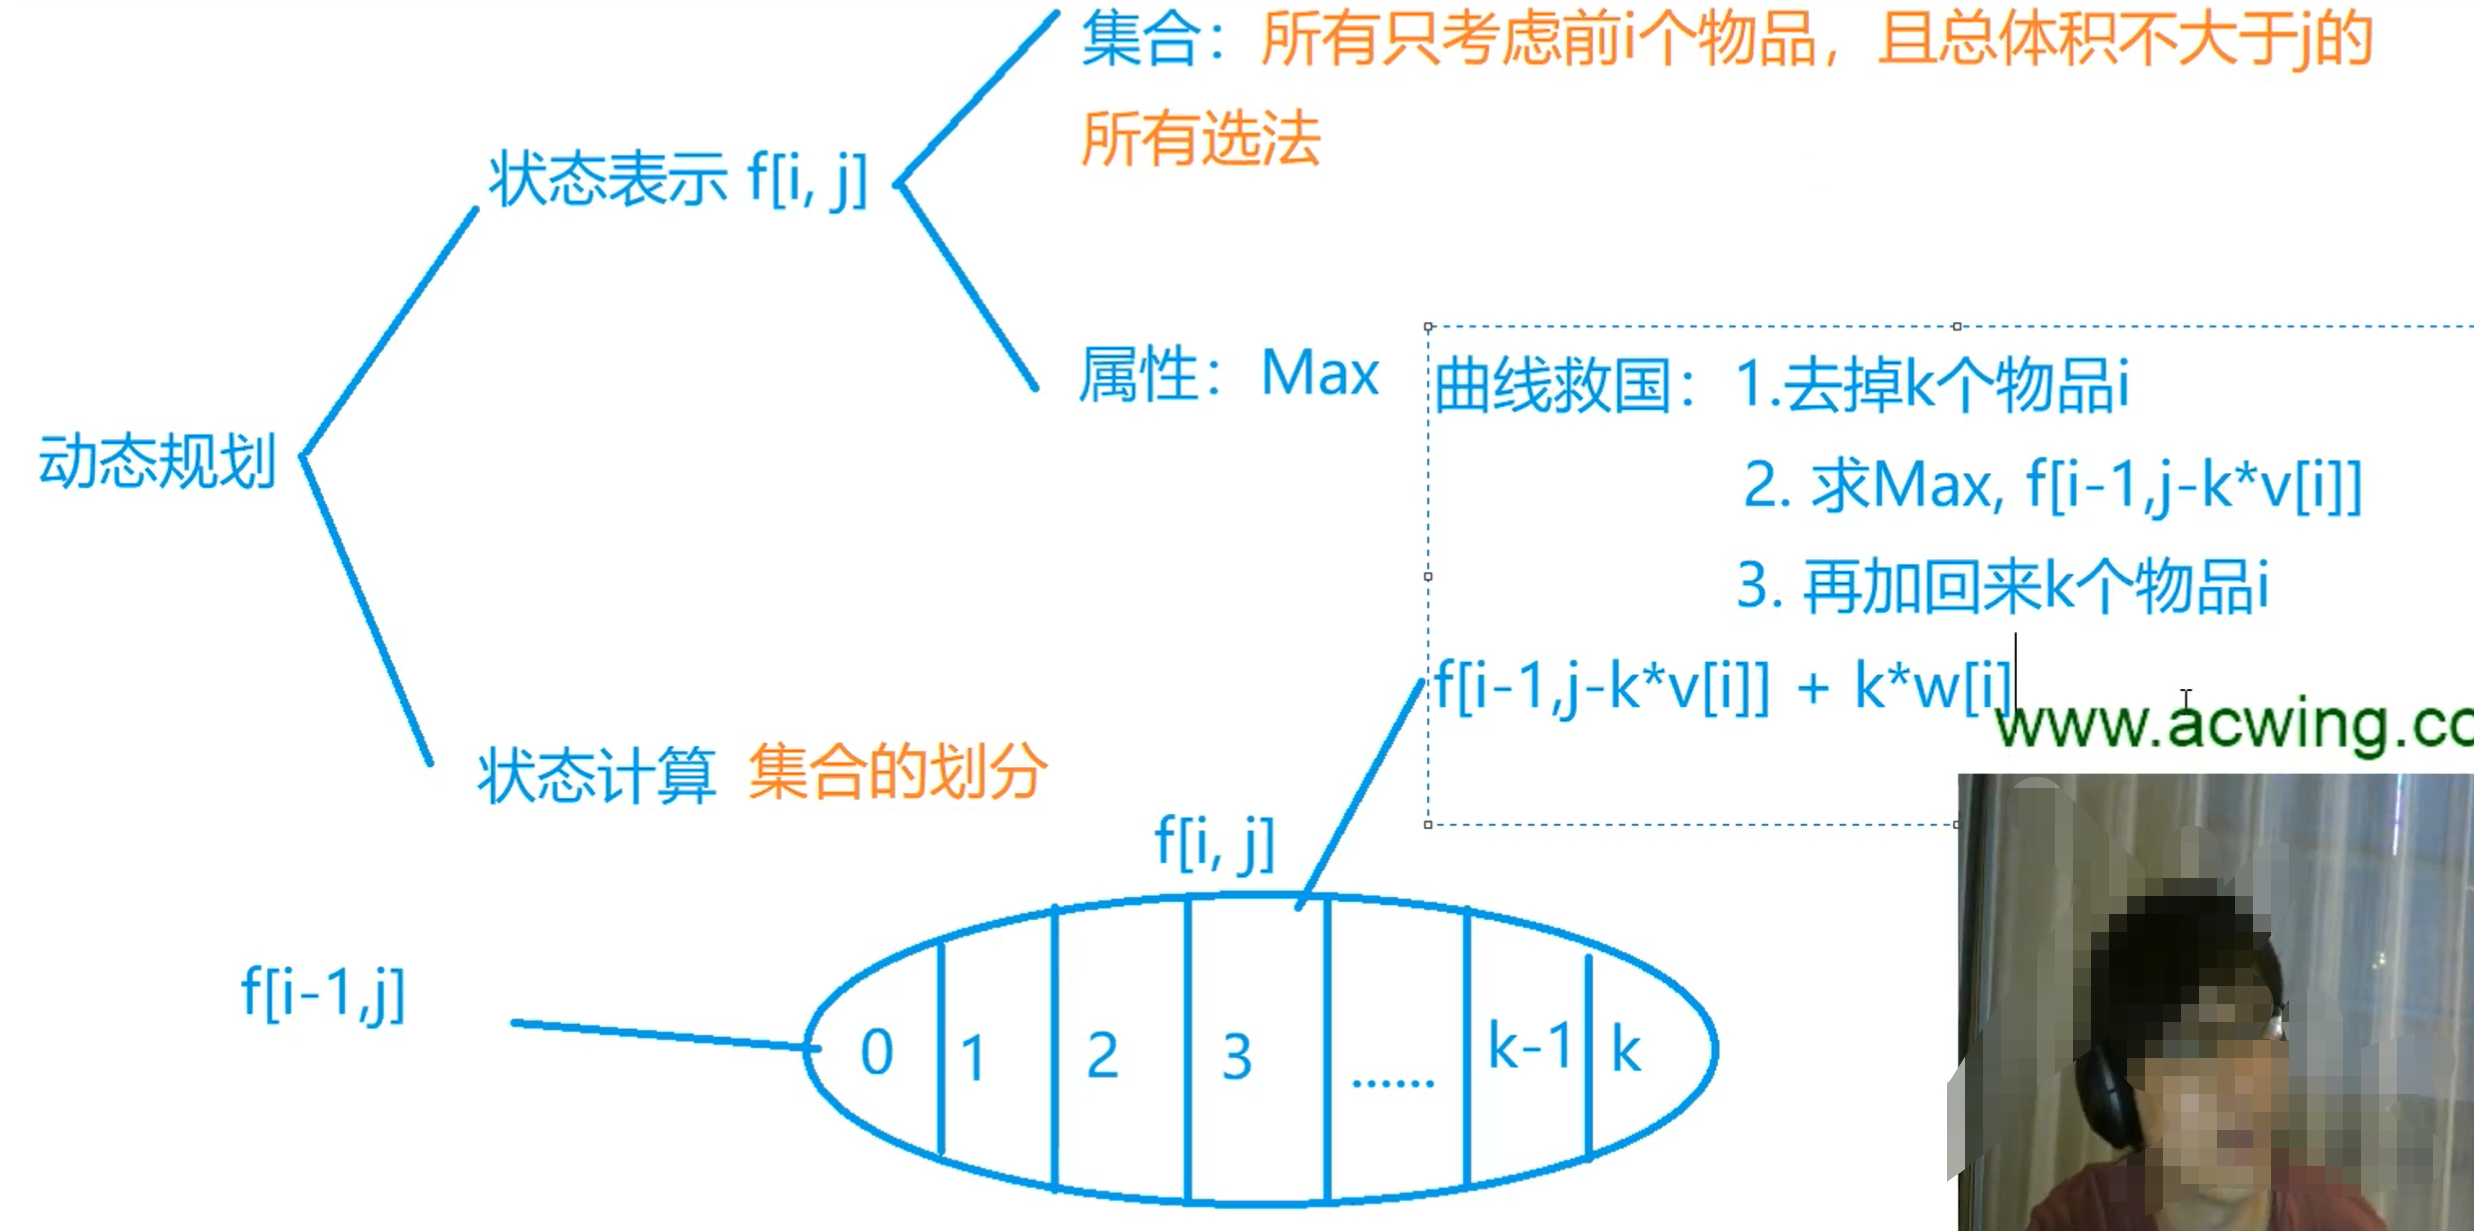 集合：所有只考虑前i个物品，且总体积不大于j的
所有选法
状态表示 f[i, j]
属性：Max
曲线救国：1.去掉k个物品i
2. 求Max, f[i-1,j-k*v[i]]
3. 再加回来k个物品i
动态规划
f[i-1,j-k*v[i]] + k*w[i]
www.acwing.co
状态计算 集合的划分
f[i, j]
f[i-1,j]
0 1 2 3 ...... k-1 k